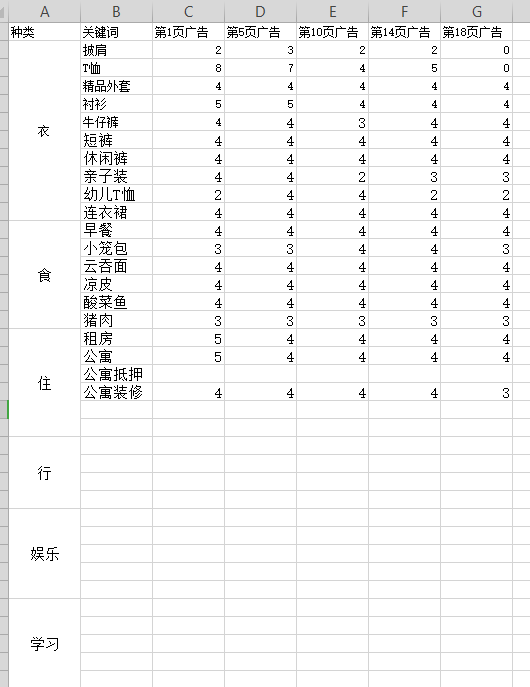 A B C D E F G
种类 关键词 第1页广告 第5页广告 第10页广告 第14页广告 第18页广告
披肩 2 3 2 2 0
T恤 8 7 4 5 0
精品外套 4 4 4 4 4
衬衫 5 5 4 4 4
衣 牛仔裤 4 4 3 4 4
短裤 4 4 4 4 4
休闲裤 4 4 4 4 4
亲子装 4 4 2 3 3
幼儿T恤 2 4 4 2 2
连衣裙 4 4 4 4 4
早餐 4 4 4 4 4
小笼包 3 3 4 4 3
食 云吞面 4 4 4 4 4
凉皮 4 4 4 4 4
酸菜鱼 4 4 4 4 4
猪肉 3 3 3 3 3
租房 5 4 4 4 4
公寓 5 4 4 4 4
住 公寓抵押
公寓装修 4 4 4 4 3
行
娱乐
学习